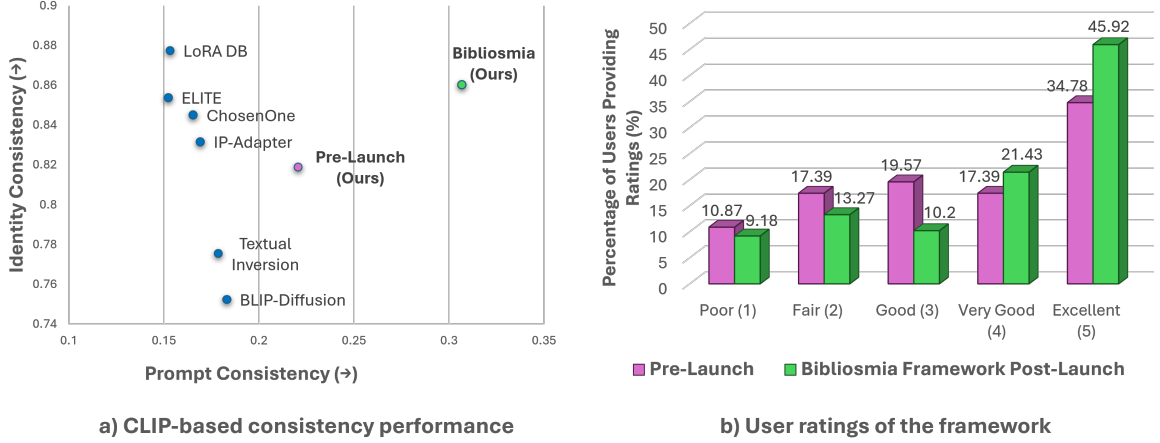 0.9
0.88
0.86
0.84
0.82
0.8
0.78
0.76
0.74
0.1
0.15
0.2
0.25
0.3
0.35
Identity Consistency (→)
Prompt Consistency (→)
LoRA DB
ELITE
ChosenOne
IP-Adapter
Bibliosmia
(Ours)
Pre-Launch
(Ours)
Textual
Inversion
BLIP-Diffusion
a) CLIP-based consistency performance
Percentage of Users Providing
Ratings (%)
50
45
40
35
30
25
20
15
10
5
0
10.87
9.18
17.39
13.27
19.57
10.2
17.39
21.43
34.78
45.92
Poor (1)
Fair (2)
Good (3)
Very Good
(4)
Excellent
(5)
Pre-Launch
Bibliosmia Framework Post-Launch
b) User ratings of the framework